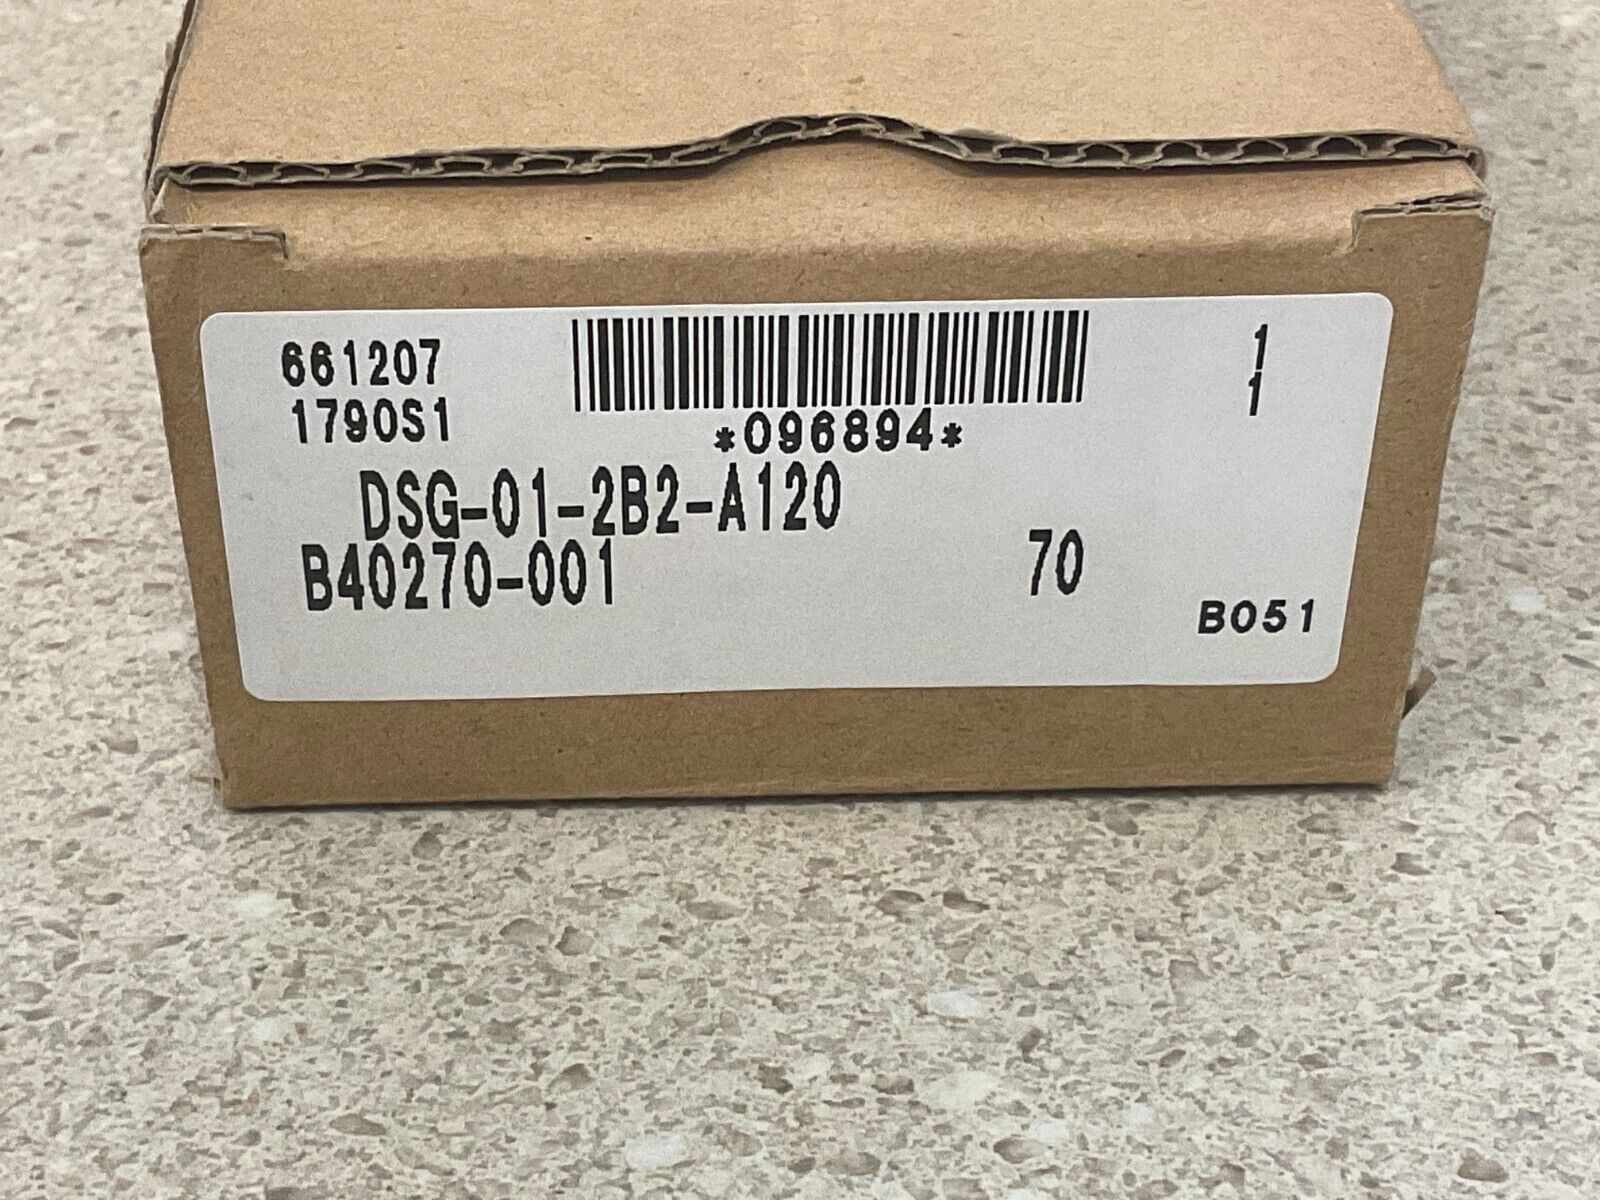 661207
1
1790S1
1
*096894*
DSG-01-2B2-A120
B40270-001 70
B051